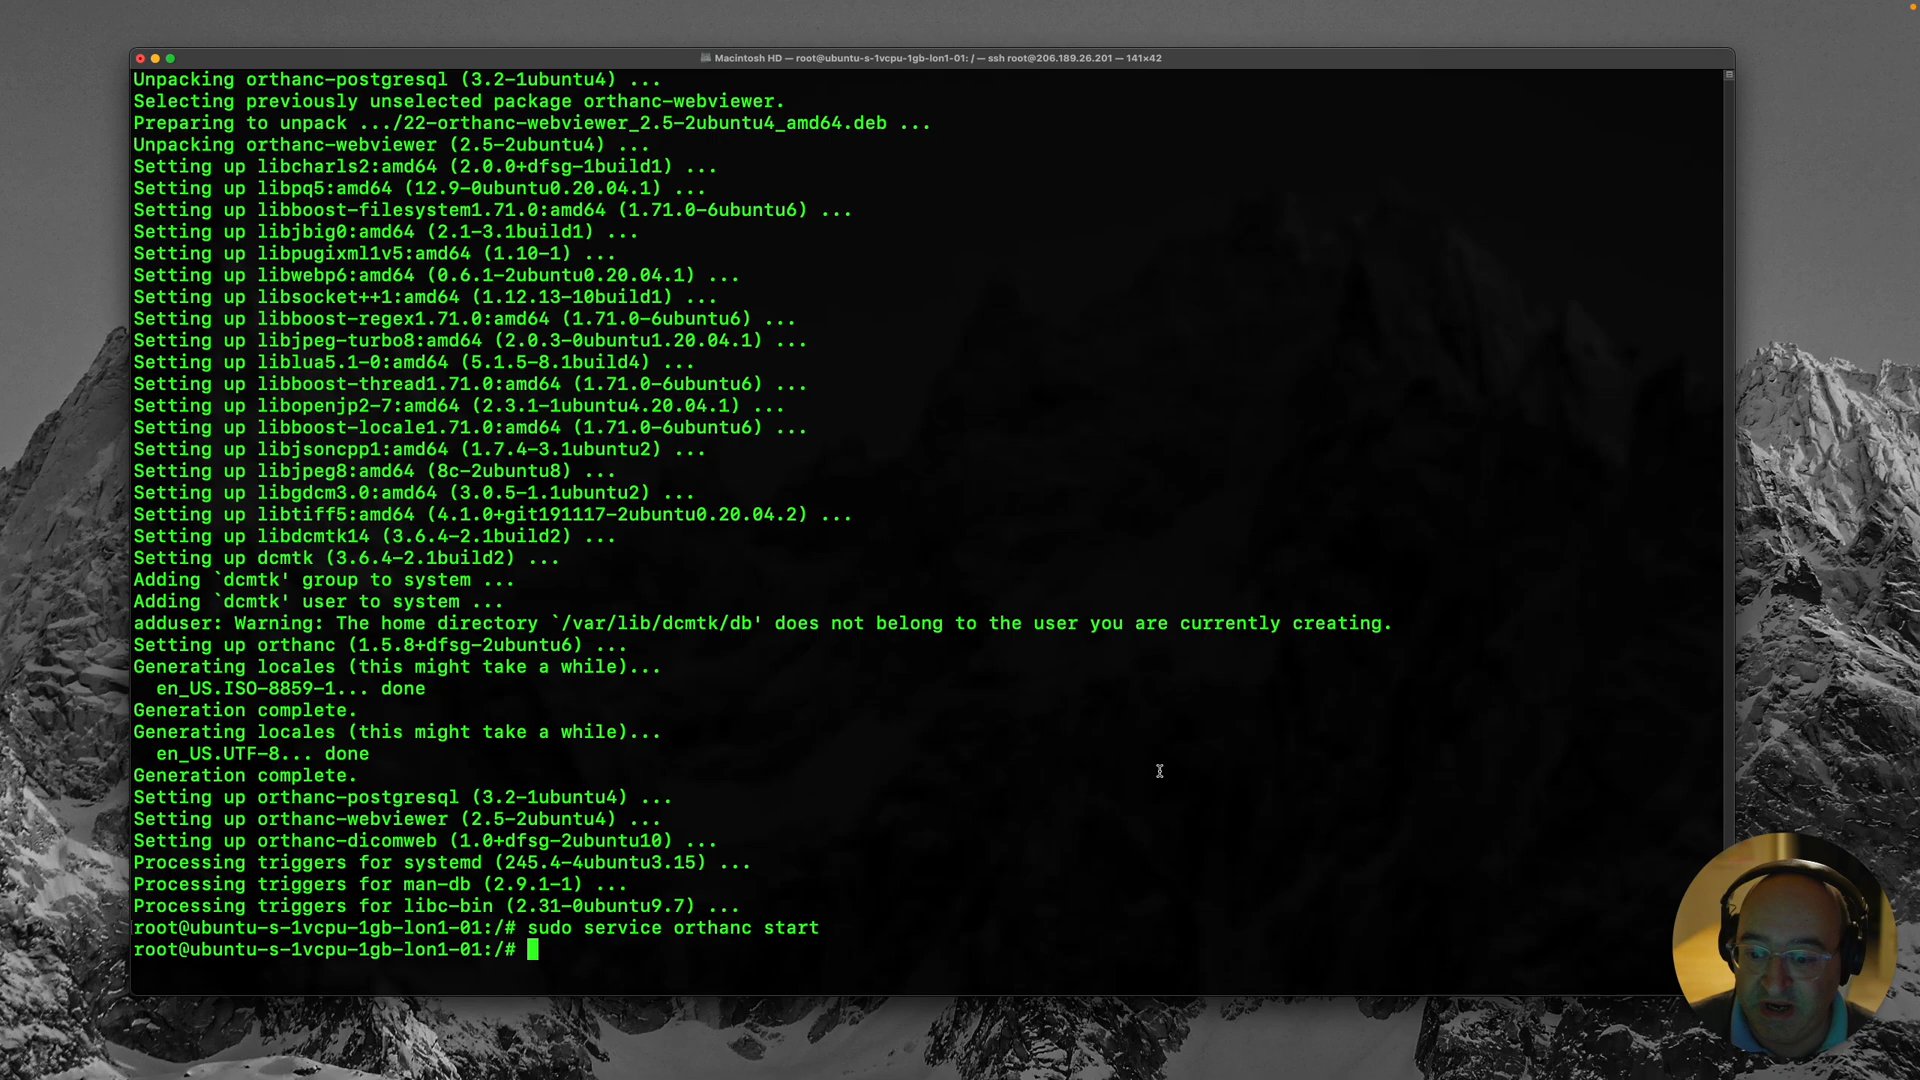 Macintosh HD — root@ubuntu-s-1vcpu-1gb-lon1-01: / — ssh root@206.189.26.201 — 141×42
Unpacking orthanc-postgresql (3.2-1ubuntu4) ...
Selecting previously unselected package orthanc-webviewer.
Preparing to unpack .../22-orthanc-webviewer_2.5-2ubuntu4_amd64.deb ...
Unpacking orthanc-webviewer (2.5-2ubuntu4) ...
Setting up libcharls2:amd64 (2.0.0+dfsg-1build1) ...
Setting up libpq5:amd64 (12.9-0ubuntu0.20.04.1) ...
Setting up libboost-filesystem1.71.0:amd64 (1.71.0-6ubuntu6) ...
Setting up libjbig0:amd64 (2.1-3.1build1) ...
Setting up libpugixml1v5:amd64 (1.10-1) ...
Setting up libwebp6:amd64 (0.6.1-2ubuntu0.20.04.1) ...
Setting up libsocket++1:amd64 (1.12.13-10build1) ...
Setting up libboost-regex1.71.0:amd64 (1.71.0-6ubuntu6) ...
Setting up libjpeg-turbo8:amd64 (2.0.3-0ubuntu1.20.04.1) ...
Setting up liblua5.1-0:amd64 (5.1.5-8.1build4) ...
Setting up libboost-thread1.71.0:amd64 (1.71.0-6ubuntu6) ...
Setting up libopenjp2-7:amd64 (2.3.1-1ubuntu4.20.04.1) ...
Setting up libboost-locale1.71.0:amd64 (1.71.0-6ubuntu6) ...
Setting up libjsoncpp1:amd64 (1.7.4-3.1ubuntu2) ...
Setting up libjpeg8:amd64 (8c-2ubuntu8) ...
Setting up libgdcm3.0:amd64 (3.0.5-1.1ubuntu2) ...
Setting up libtiff5:amd64 (4.1.0+git191117-2ubuntu0.20.04.2) ...
Setting up libdcmtk14 (3.6.4-2.1build2) ...
Setting up dcmtk (3.6.4-2.1build2) ...
Adding `dcmtk' group to system ...
Adding `dcmtk' user to system ...
adduser: Warning: The home directory `/var/lib/dcmtk/db' does not belong to the user you are currently creating.
Setting up orthanc (1.5.8+dfsg-2ubuntu6) ...
Generating locales (this might take a while)...
en_US.ISO-8859-1... done
Generation complete.
Generating locales (this might take a while)...
en_US.UTF-8... done
Generation complete.
Setting up orthanc-postgresql (3.2-1ubuntu4) ...
Setting up orthanc-webviewer (2.5-2ubuntu4) ...
Setting up orthanc-dicomweb (1.0+dfsg-2ubuntu10) ...
Processing triggers for systemd (245.4-4ubuntu3.15) ...
Processing triggers for man-db (2.9.1-1) ...
Processing triggers for libc-bin (2.31-0ubuntu9.7) ...
root@ubuntu-s-1vcpu-1gb-lon1-01:/# sudo service orthanc start
root@ubuntu-s-1vcpu-1gb-lon1-01:/#